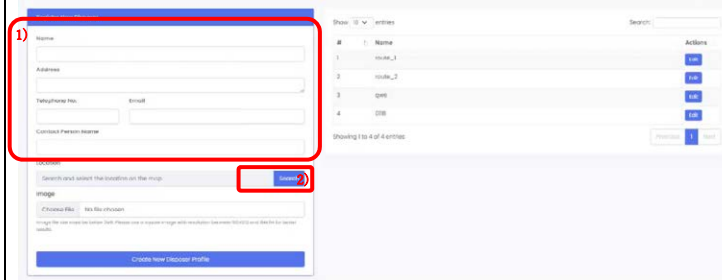 1)
Name
Address
Telephone No.
Email
Contact Person Name
Location
Search and select the location on the map
2)
Image
Choose File No file chosen
Create New Disposer Profile
Show 10 entries
Search:
# Name Actions
1 route_1 Edit
2 route_2 Edit
3 qwe Edit
4 Edit
Showing 1 to 4 of 4 entries
Previous 1 Next